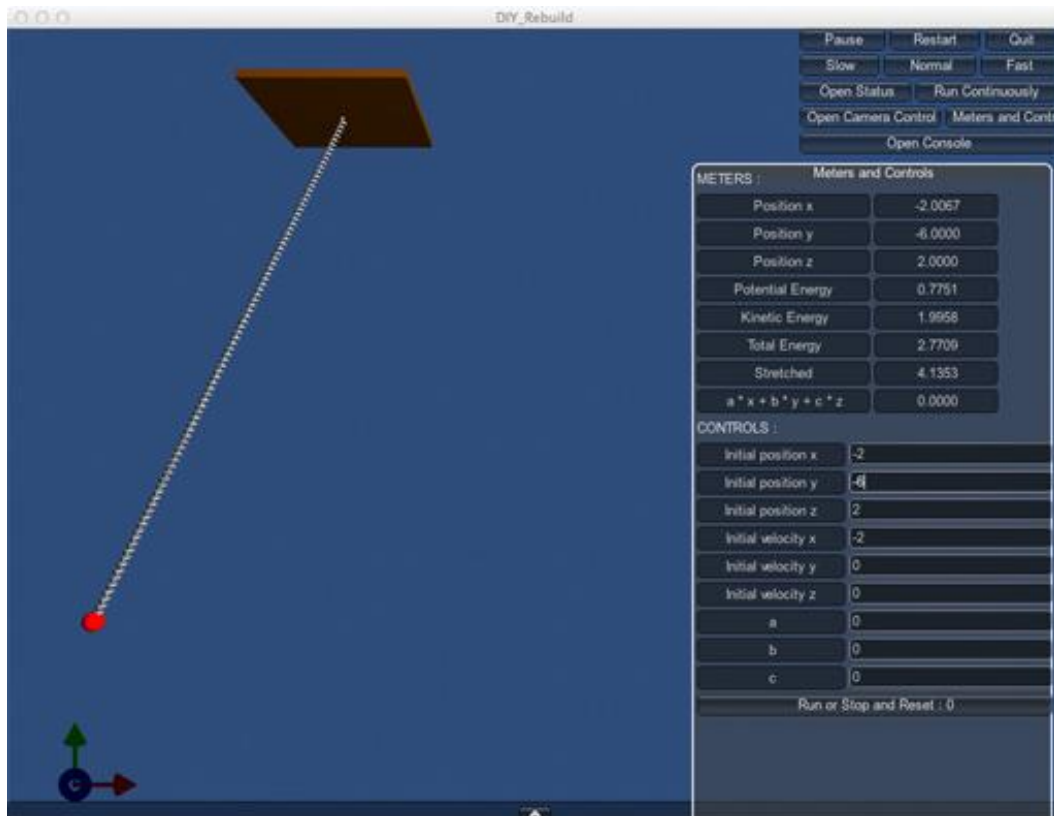 DIY_Rebuild
Pause Restart Quit
Slow Normal Fast
Open Status Run Continuously
Open Camera Control Meters and Contr
Open Console
Meters and Controls
METERS :
Position x -2.0067
Position y -6.0000
Position z 2.0000
Potential Energy 0.7751
Kinetic Energy 1.9958
Total Energy 2.7709
Stretched 4.1353
a * x + b * y + c * z 0.0000
CONTROLS :
Initial position x -2
Initial position y -6
Initial position z 2
Initial velocity x -2
Initial velocity y 0
Initial velocity z 0
a 0
b 0
c 0
Run or Stop and Reset : 0
C